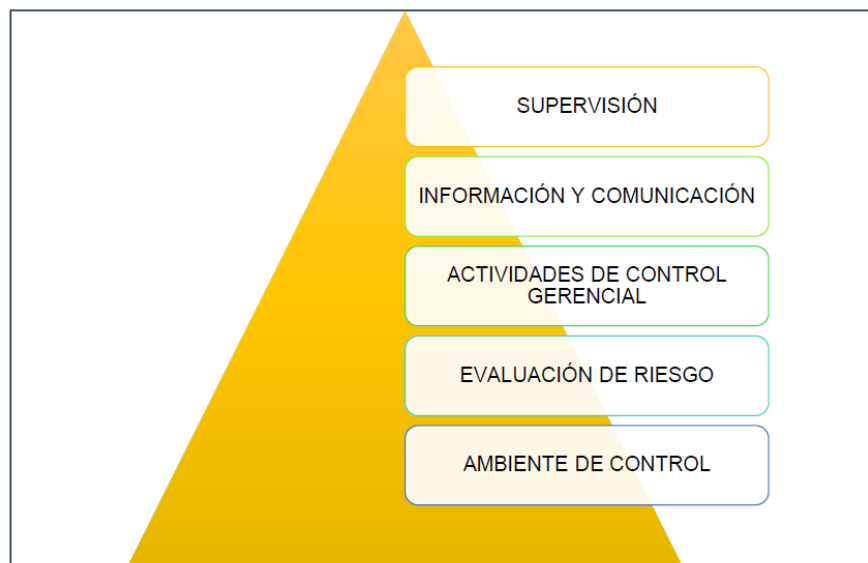 SUPERVISIÓN
INFORMACIÓN Y COMUNICACIÓN
ACTIVIDADES DE CONTROL
GERENCIAL
EVALUACIÓN DE RIESGO
AMBIENTE DE CONTROL